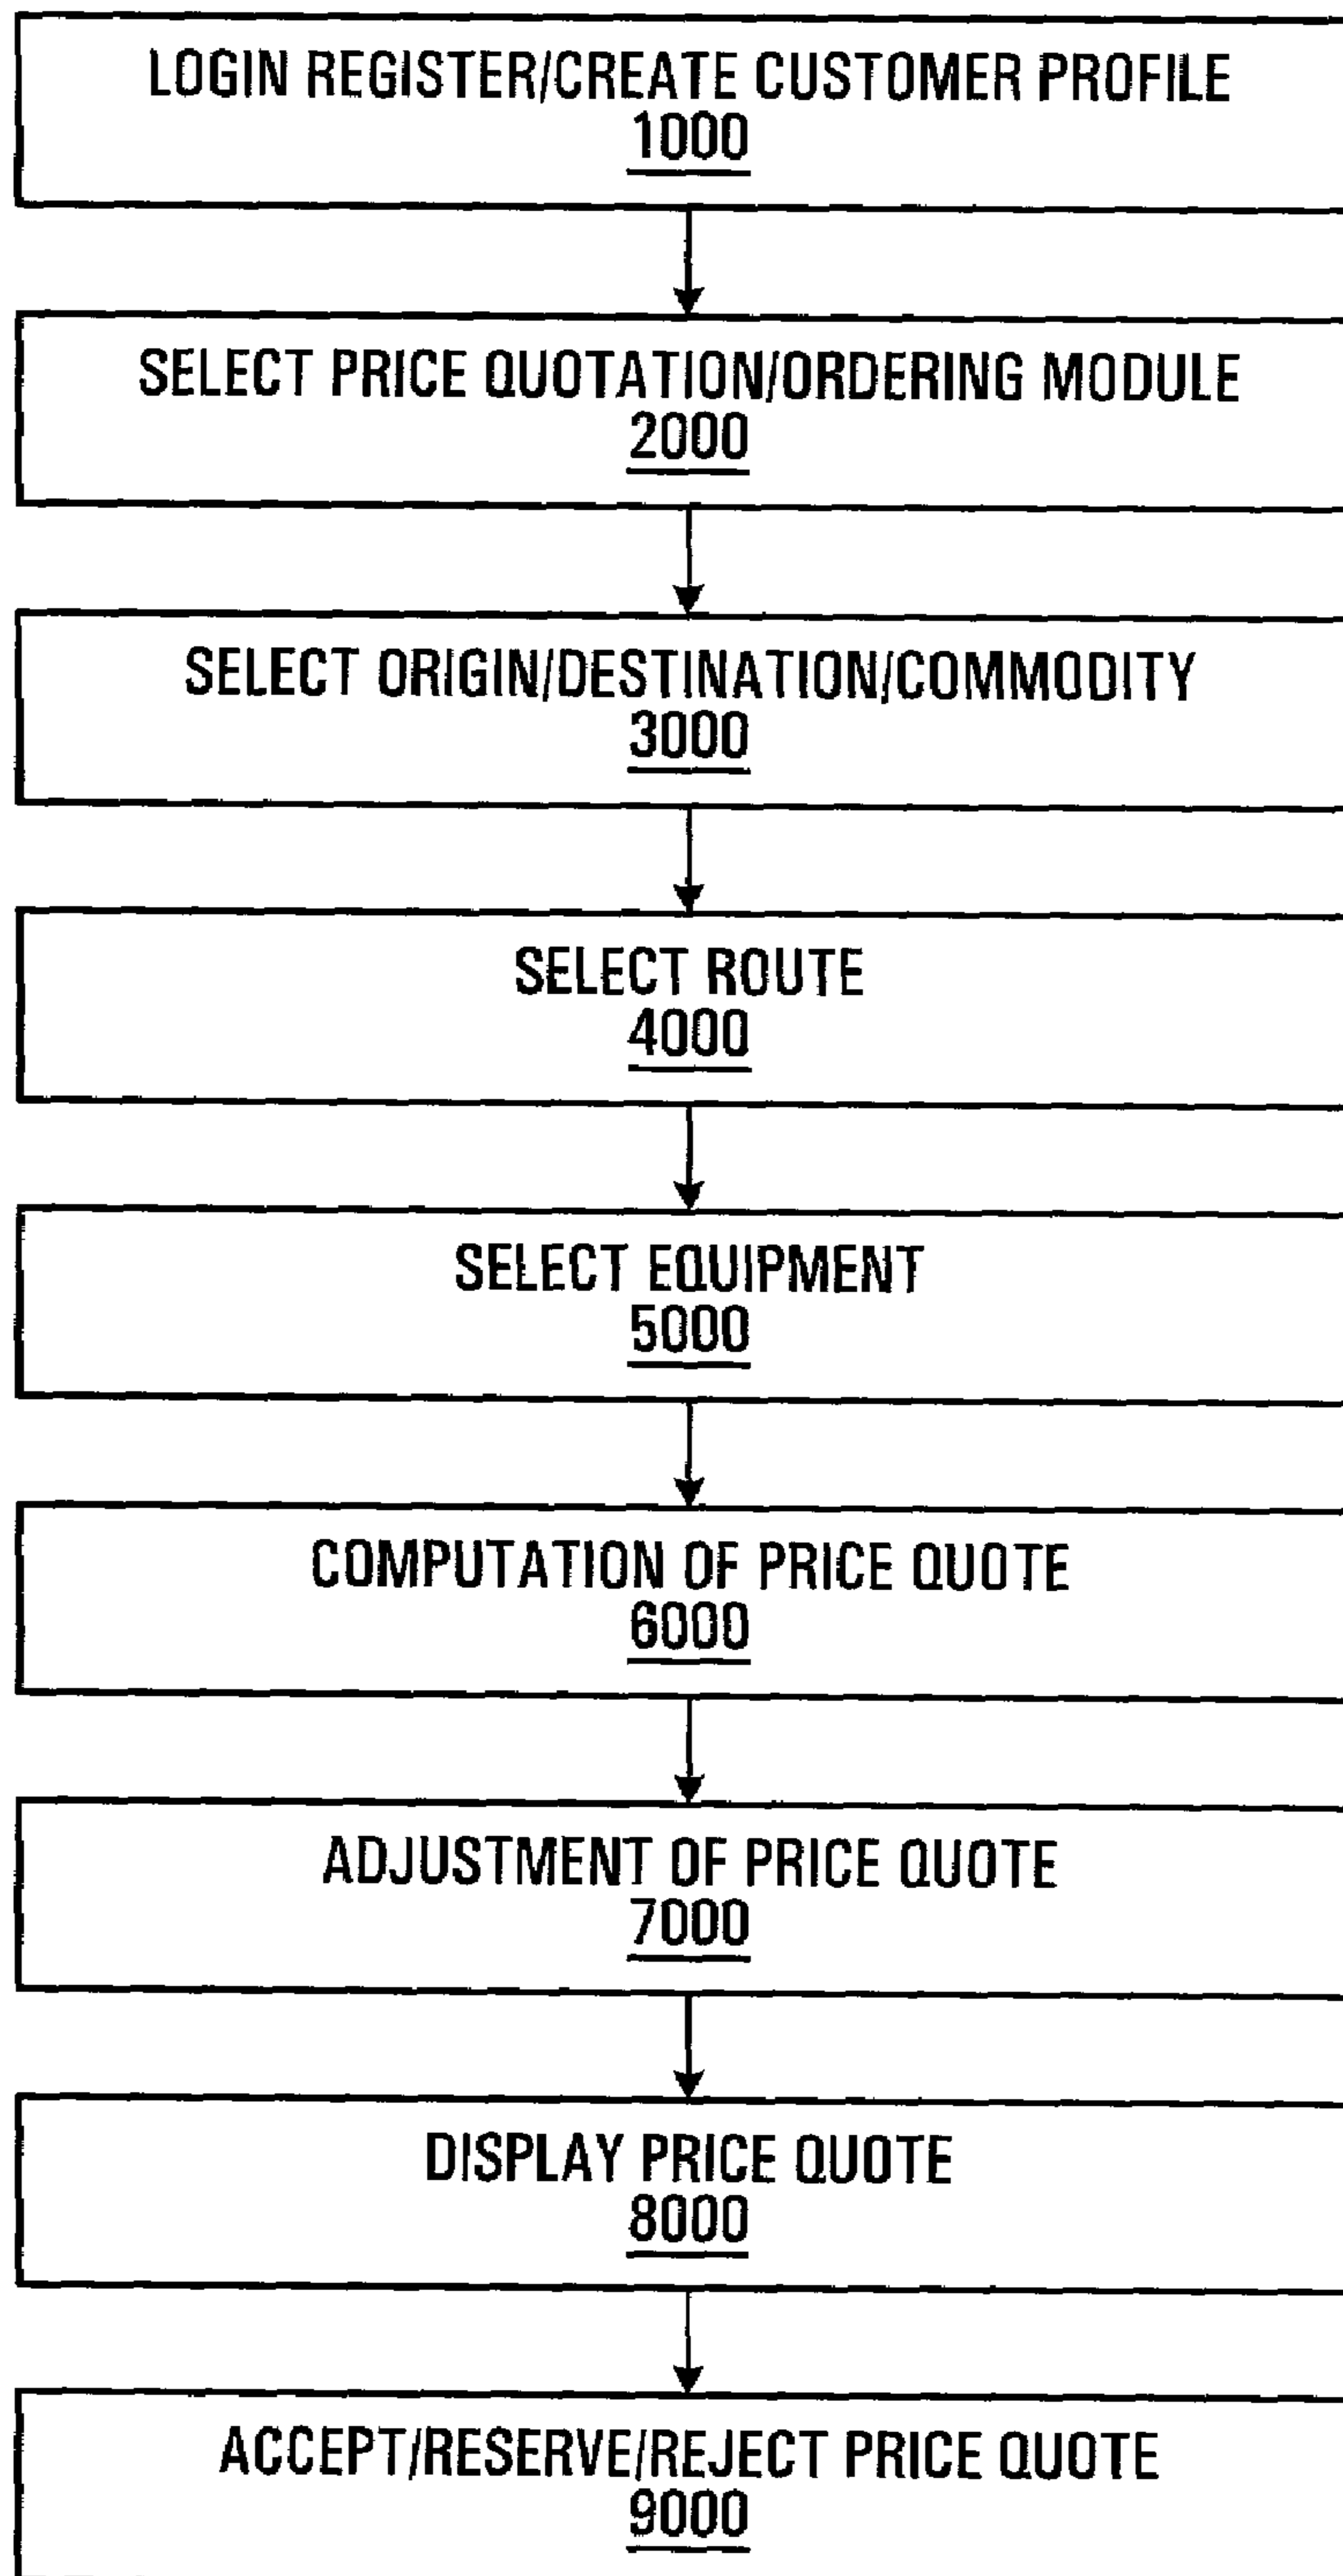 LOGIN REGISTER/CREATE CUSTOMER PROFILE
1000
SELECT PRICE QUOTATION/ORDERING MODULE
2000
SELECT ORIGIN/DESTINATION/COMMODITY
3000
SELECT ROUTE
4000
SELECT EQUIPMENT
5000
COMPUTATION OF PRICE QUOTE
6000
ADJUSTMENT OF PRICE QUOTE
7000
DISPLAY PRICE QUOTE
8000
ACCEPT/RESERVE/REJECT PRICE QUOTE
9000